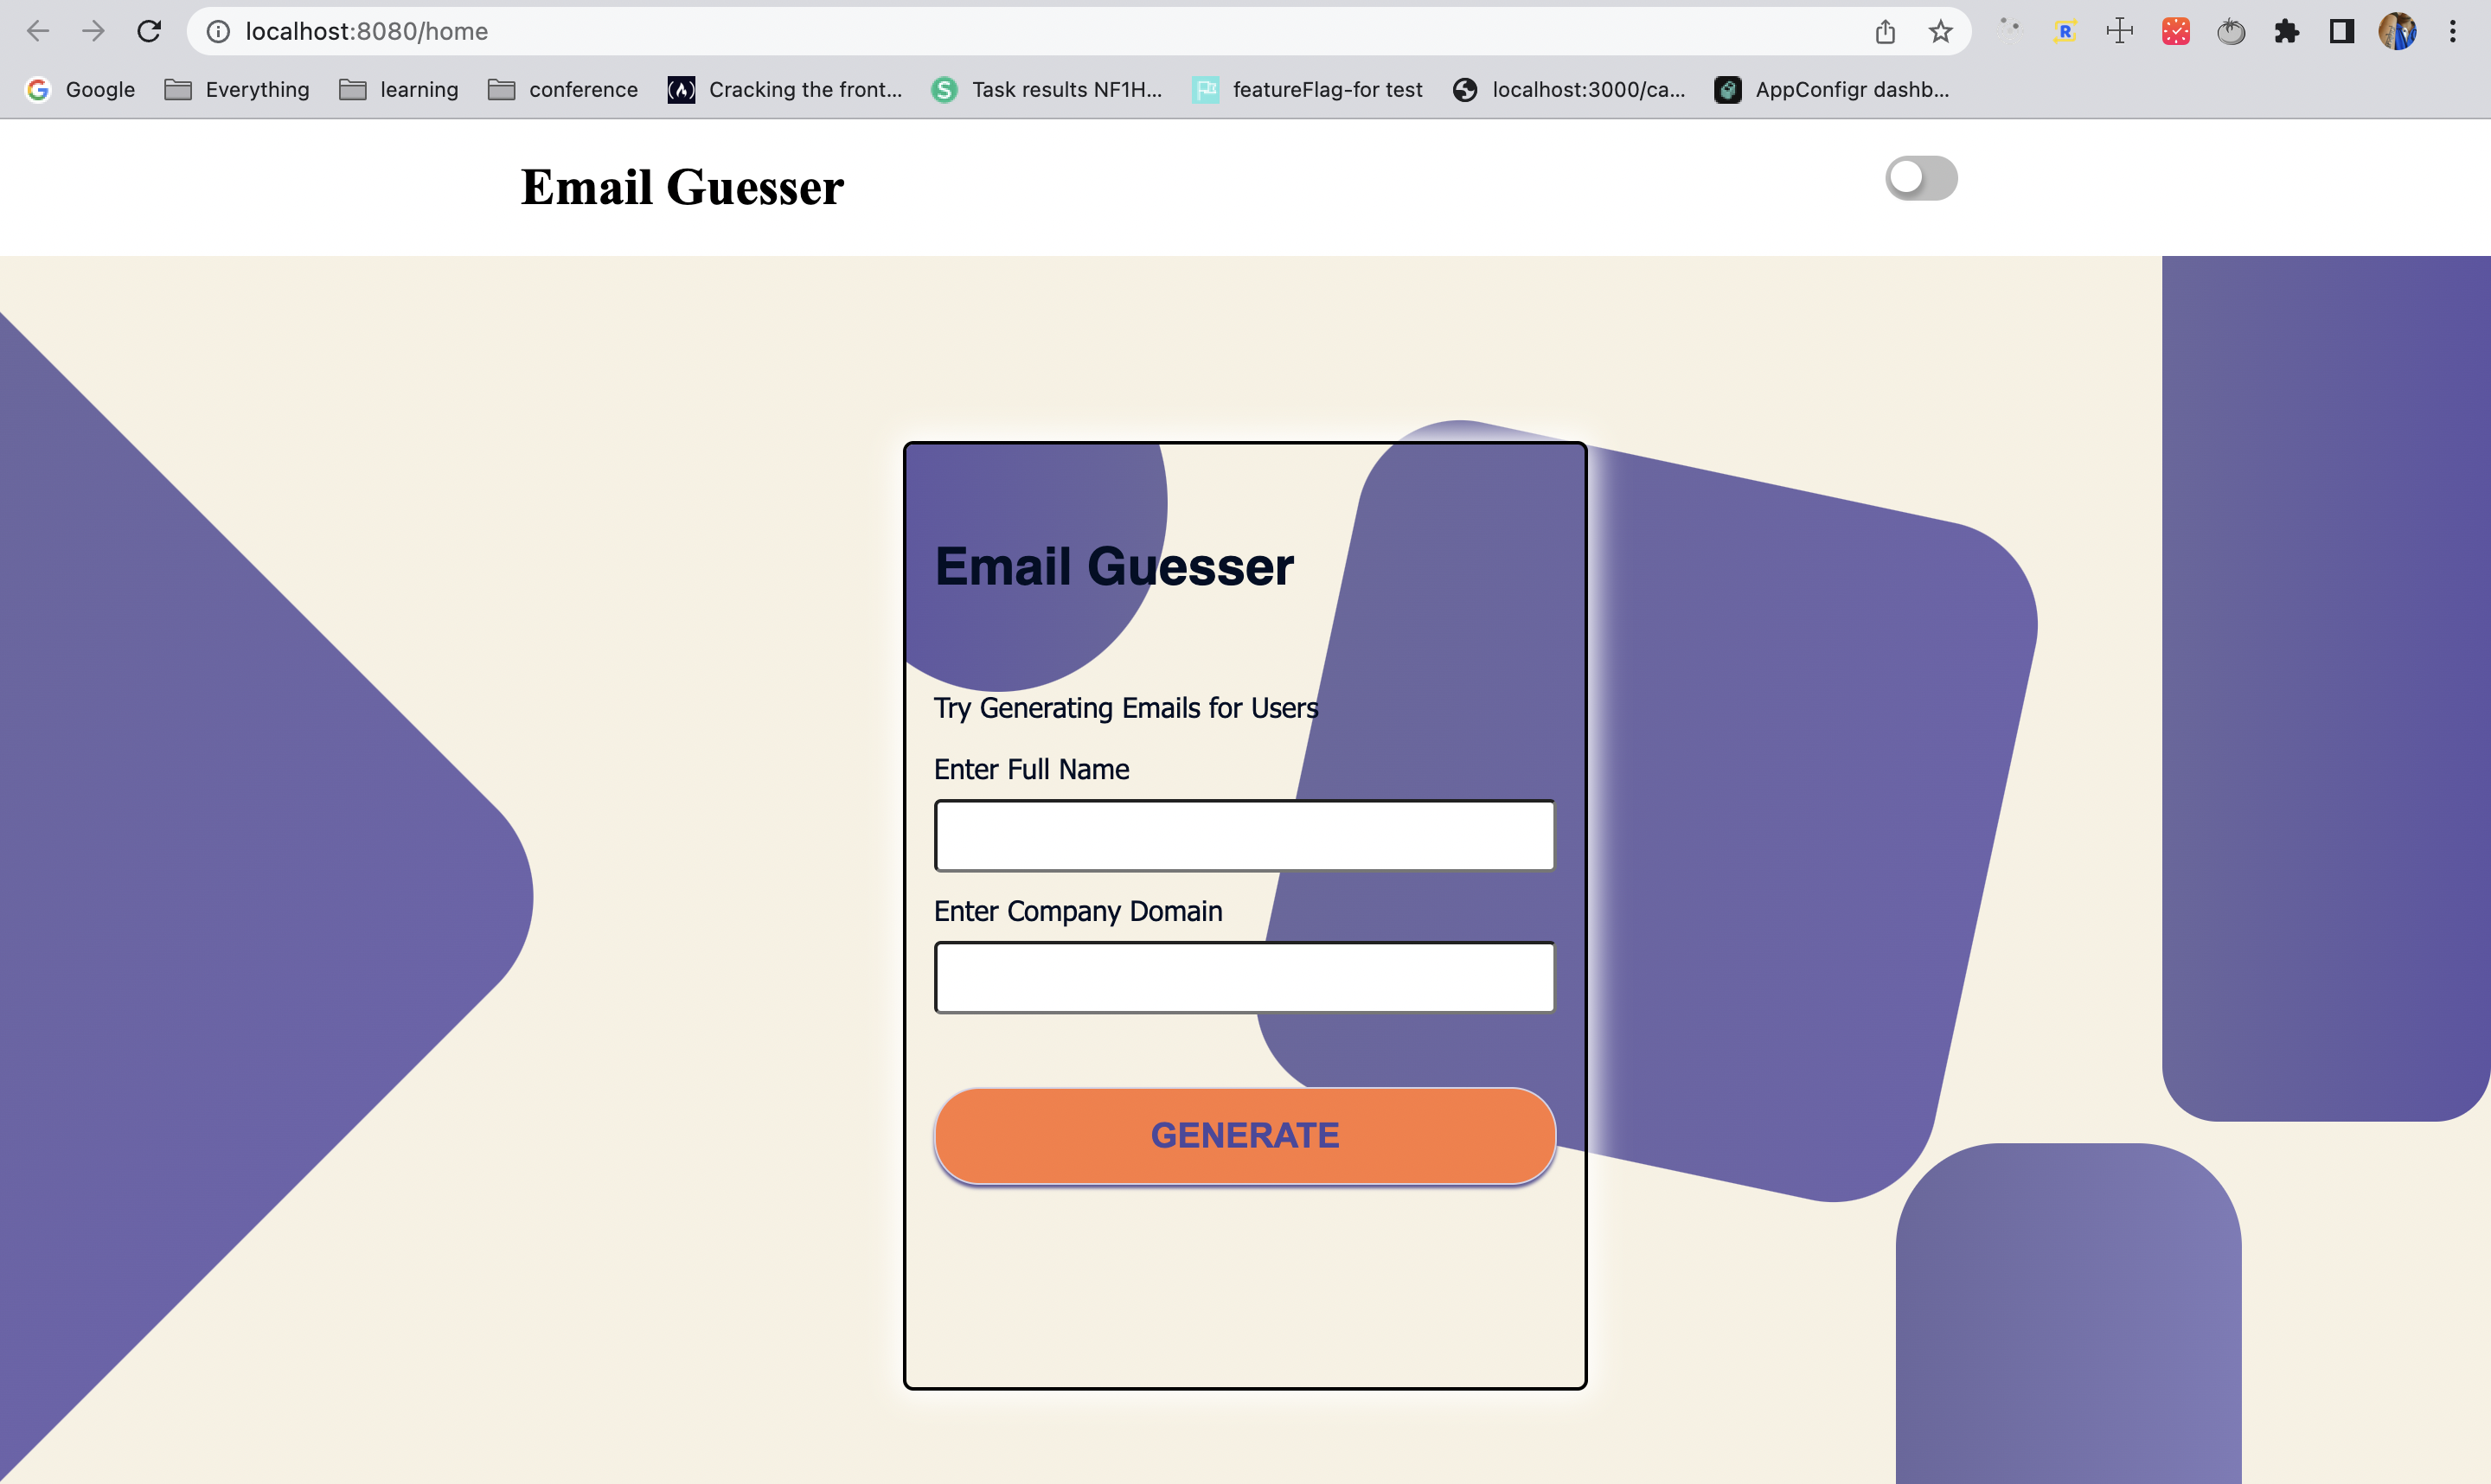 localhost:8080/home
R
Google Everything learning conference Cracking the front... S Task results NF1H... featureFlag-for test localhost:3000/ca... AppConfigr dashb...
Email Guesser
Email Guesser
Try Generating Emails for Users
Enter Full Name
Enter Company Domain
GENERATE